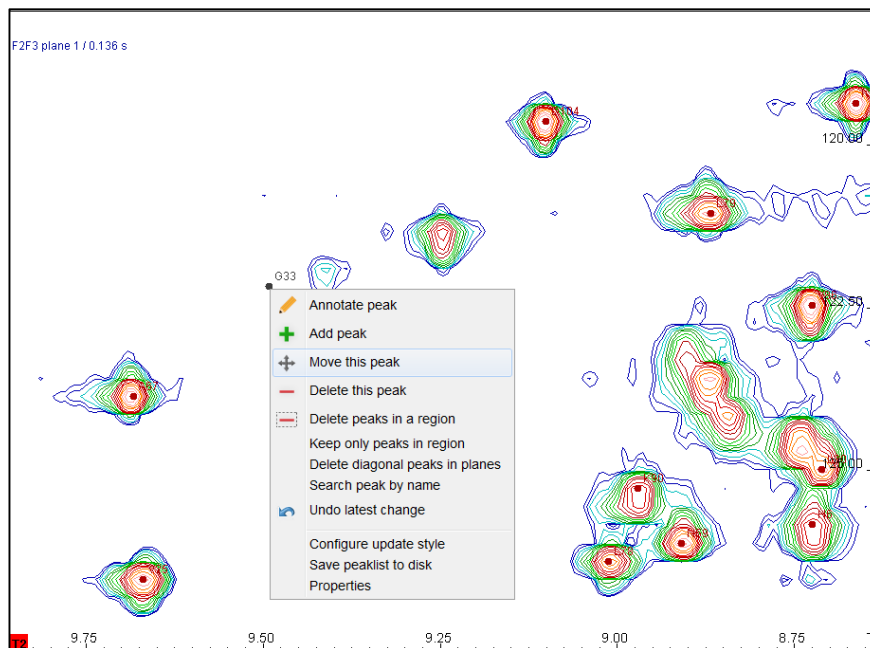 F2F3 plane 1 / 0.136 s
120.00
L79
G33
22.50
Annotate peak
Add peak
Move this peak
Delete this peak
Delete peaks in a region
Keep only peaks in region
Delete diagonal peaks in planes
Search peak by name
Undo latest change
Configure update style
Save peaklist to disk
Properties
K90
T2
9.75
9.50
9.25
9.00
8.75